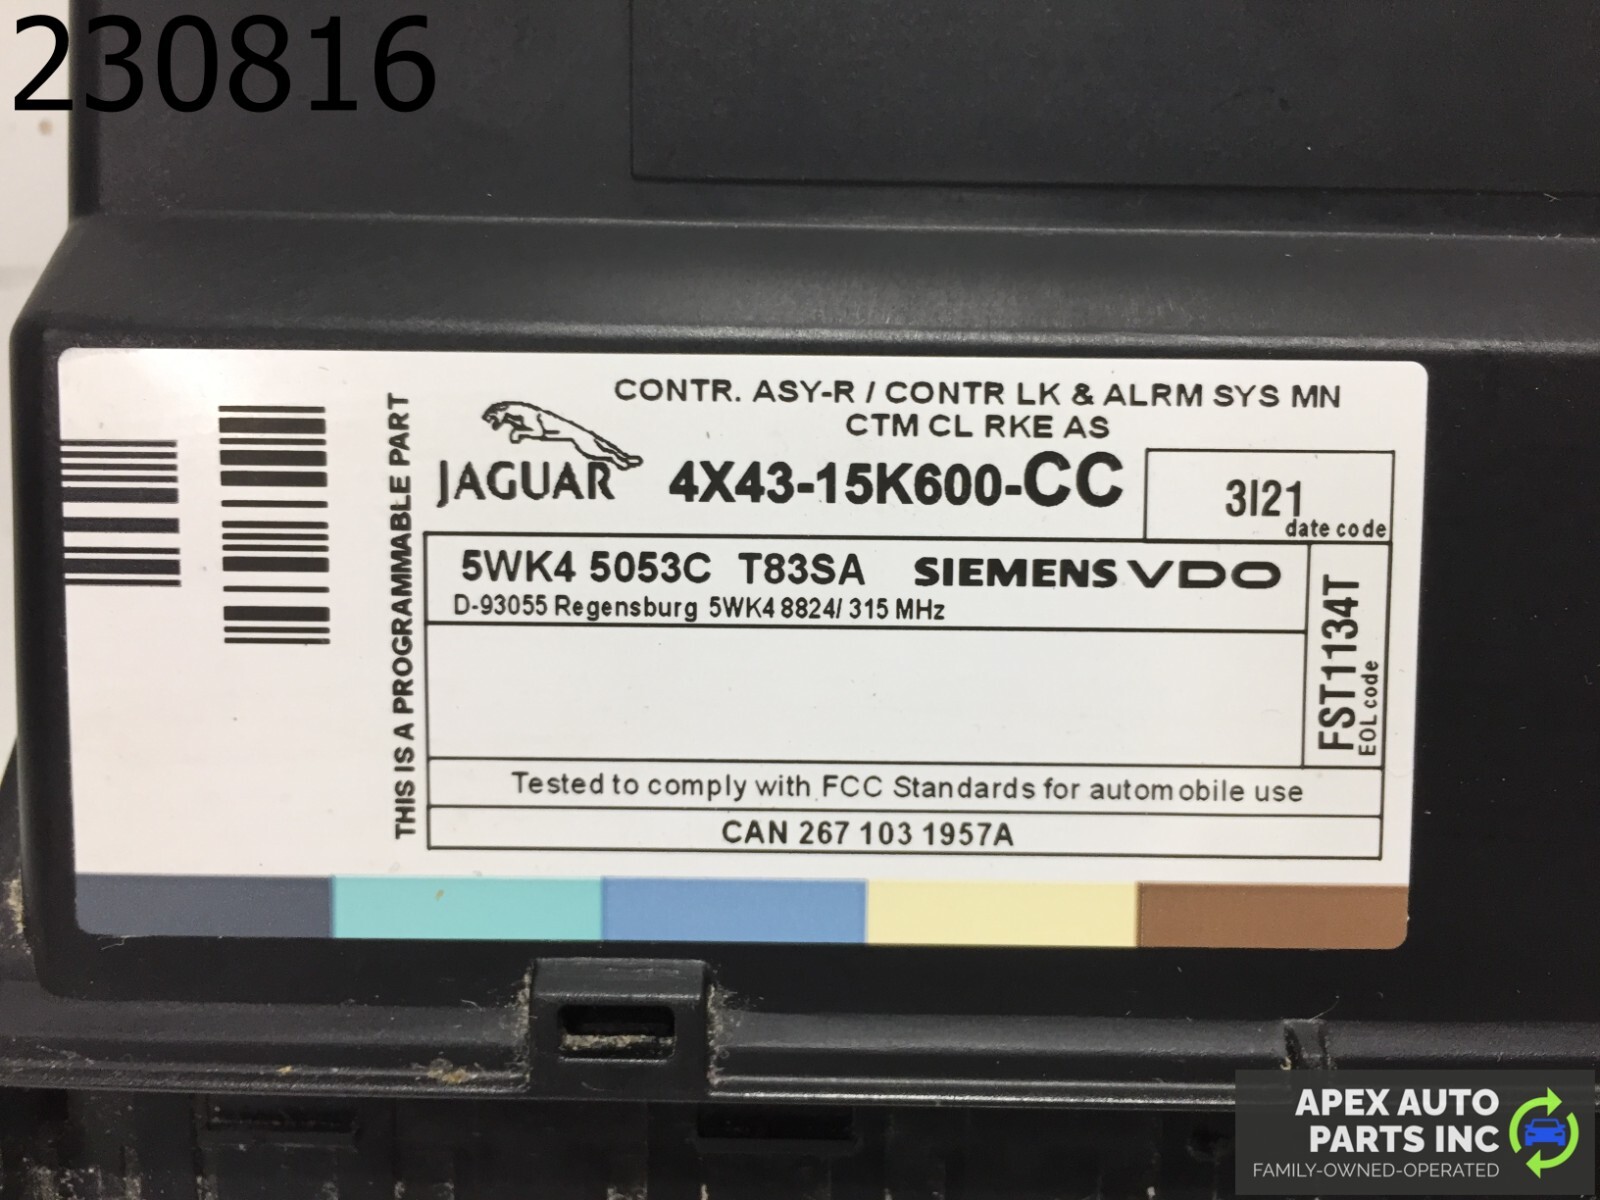 230816
CONTR. ASY-R / CONTR LK & ALRM SYS MN
CTM CL RKE AS
JAGUAR 4X43-15K600-CC
3I21
date code
5WK4 5053C T83SA SIEMENS VDO
D-93055 Regensburg 5WK4 8824/ 315 MHz
FST1134T
EOL code
THIS IS A PROGRAMMABLE PART
Tested to comply with FCC Standards for automobile use
CAN 267 103 1957A
APEX AUTO
PARTS INC
FAMILY-OWNED-OPERATED